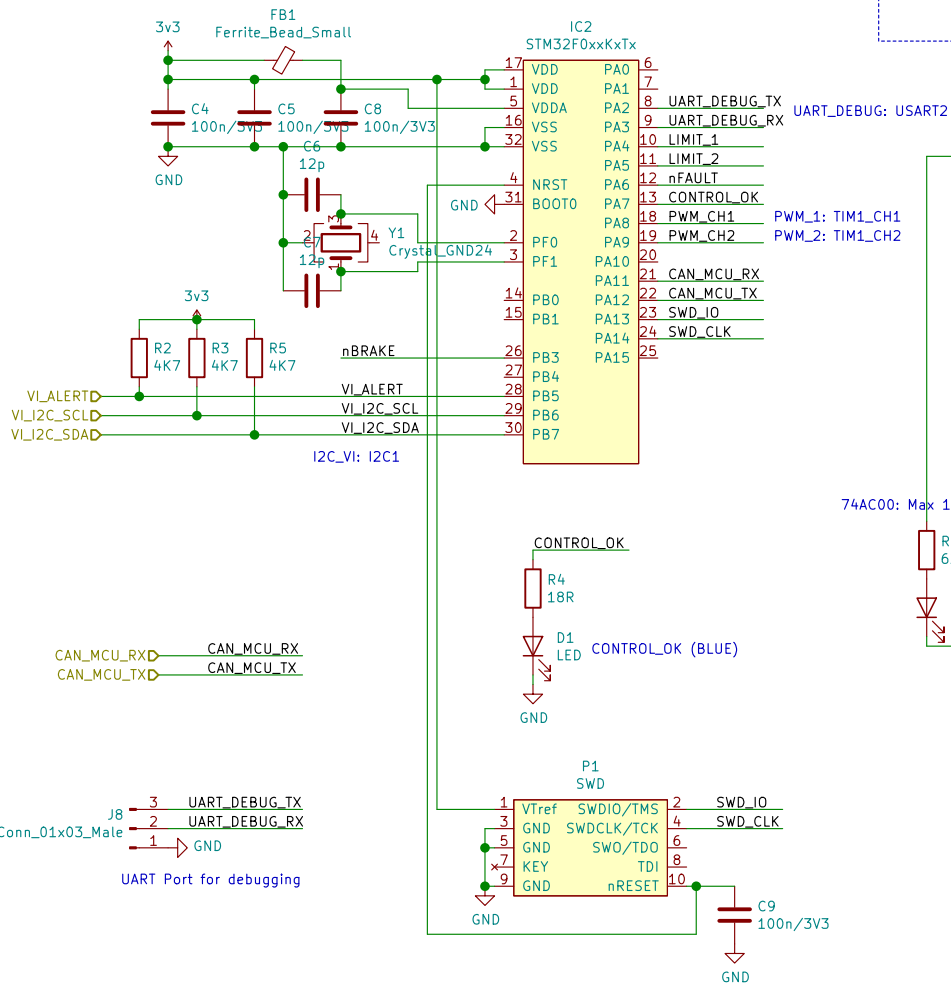 3v3
FB1
Ferrite_Bead_Small
C4
100n/3V3
C5
100n/3V3
C8
100n/3V3
GND
C6
12p
C7
12p
3
2
4
1
Y1
Crystal_GND24
IC2
STM32F0xxKxTx
17 VDD
1 VDD
5 VDDA
16 VSS
32 VSS
4 NRST
GND 31 BOOT0
2 PF0
3 PF1
14 PB0
15 PB1
nBRAKE 26 PB3
27 PB4
VI_ALERT 28 PB5
VI_I2C_SCL 29 PB6
VI_I2C_SDA 30 PB7
PA0 6
PA1 7
PA2 8 UART_DEBUG_TX
PA3 9 UART_DEBUG_RX
PA4 10 LIMIT_1
PA5 11 LIMIT_2
PA6 12 nFAULT
PA7 13 CONTROL_OK
PA8 18 PWM_CH1
PA9 19 PWM_CH2
PA10 20
PA11 21 CAN_MCU_RX
PA12 22 CAN_MCU_TX
PA13 23 SWD_IO
PA14 24 SWD_CLK
PA15 25
UART_DEBUG: USART2
PWM_1: TIM1_CH1
PWM_2: TIM1_CH2
3v3
R2
4K7
R3
4K7
R5
4K7
VI_ALERT
VI_I2C_SCL
VI_I2C_SDA
I2C_VI: I2C1
74AC00: Max 1
R
6
CONTROL_OK
R4
18R
D1
LED
CONTROL_OK (BLUE)
GND
CAN_MCU_RX CAN_MCU_RX
CAN_MCU_TX CAN_MCU_TX
J8
Conn_01x03_Male
3 UART_DEBUG_TX
2 UART_DEBUG_RX
1 GND
UART Port for debugging
P1
SWD
1 VTref SWDIO/TMS 2 SWD_IO
3 GND SWDCLK/TCK 4 SWD_CLK
5 GND SWO/TDO 6
7 KEY TDI 8
9 GND nRESET 10
GND
C9
100n/3V3
GND